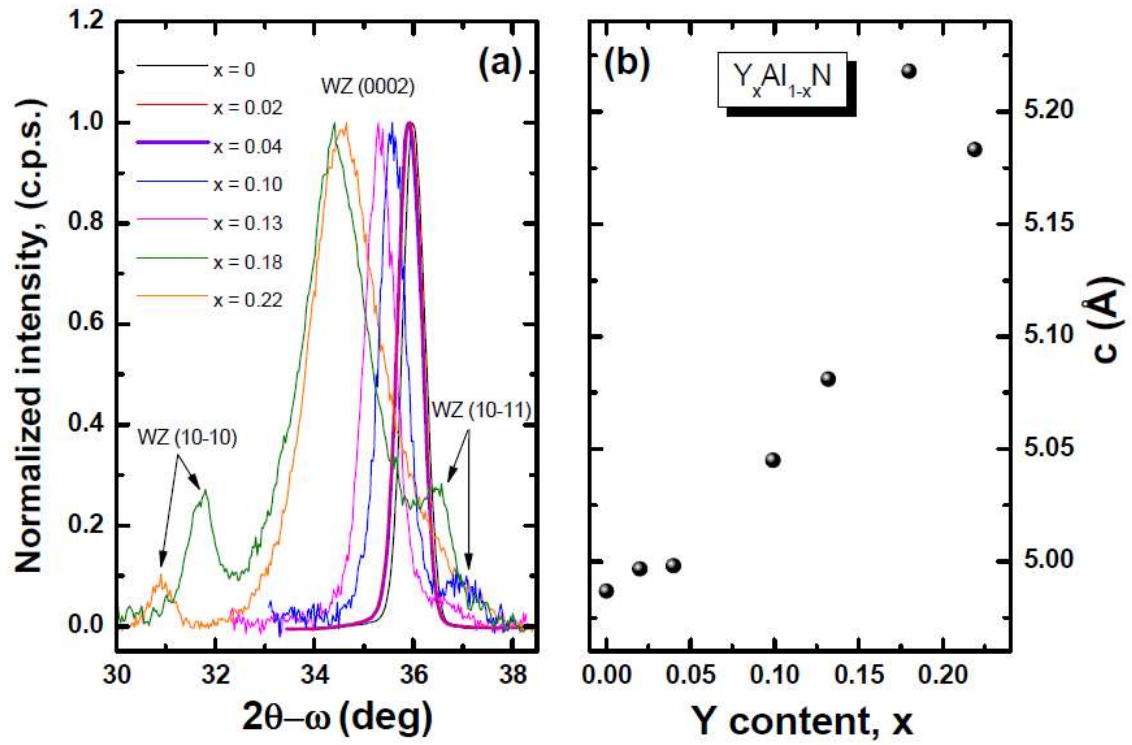 (a)
x = 0
x = 0.02
x = 0.04
x = 0.10
x = 0.13
x = 0.18
x = 0.22
WZ (0002)
WZ (10-10)
WZ (10-11)
Normalized intensity, (c.p.s.)
1.2
1.0
0.8
0.6
0.4
0.2
0.0
30
32
34
36
38
2θ−ω (deg)
(b)
YₓAl₁₋ₓN
5.20
5.15
5.10
5.05
5.00
c (Å)
0.00
0.05
0.10
0.15
0.20
Y content, x